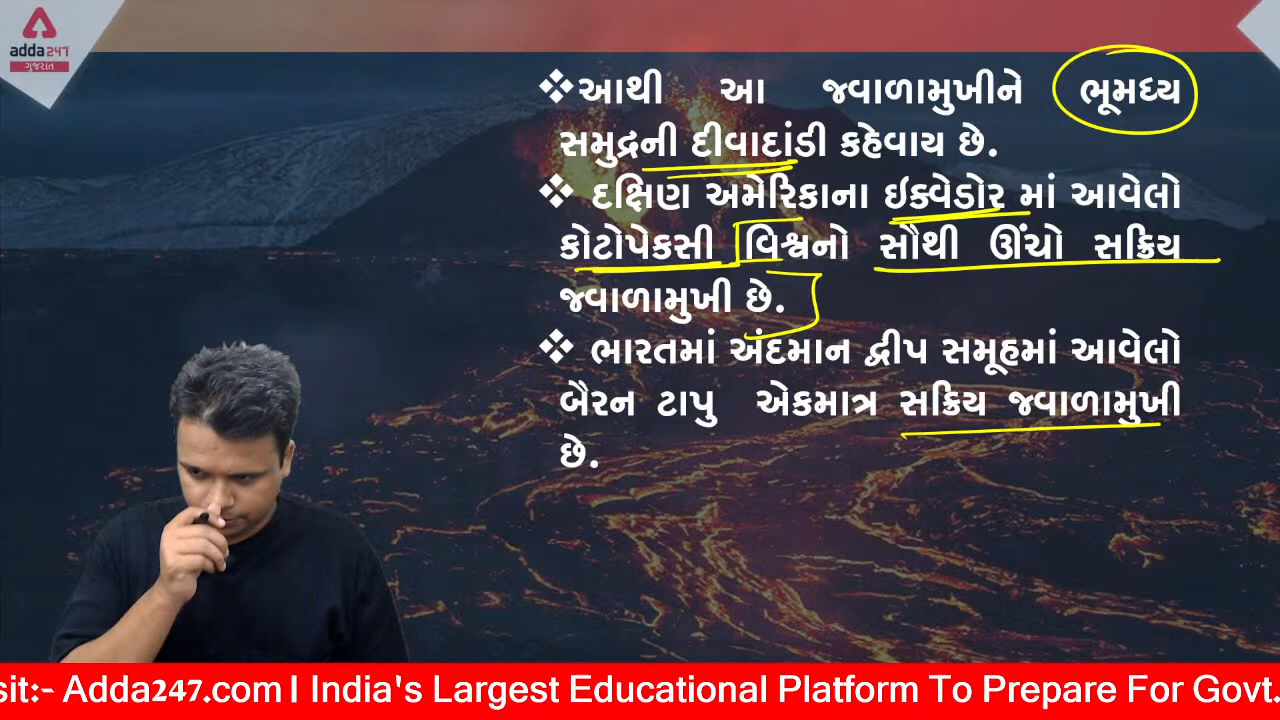 adda247
ગુજરાત
❖આથી આ જ્વાળામુખીને ભૂમધ્ય
સમુદ્રની દીવાદાંડી કહેવાય છે.
❖ દક્ષિણ અમેરિકાના ઇક્વેડોર માં આવેલો
કોટોપેકસી વિશ્વનો સૌથી ઊંચો સક્રિય
જ્વાળામુખી છે.
❖ ભારતમાં અંદમાન દ્વીપ સમૂહમાં આવેલો
બૈરન ટાપુ એકમાત્ર સક્રિય જ્વાળામુખી
છે.
sit:- Adda247.com I India's Largest Educational Platform To Prepare For Govt.